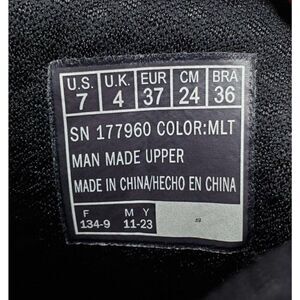 U.S. U.K. EUR CM BRA
7 4 37 24 36
SN 177960 COLOR:MLT
MAN MADE UPPER
MADE IN CHINA/HECHO EN CHINA
F M Y
134-9 11-23